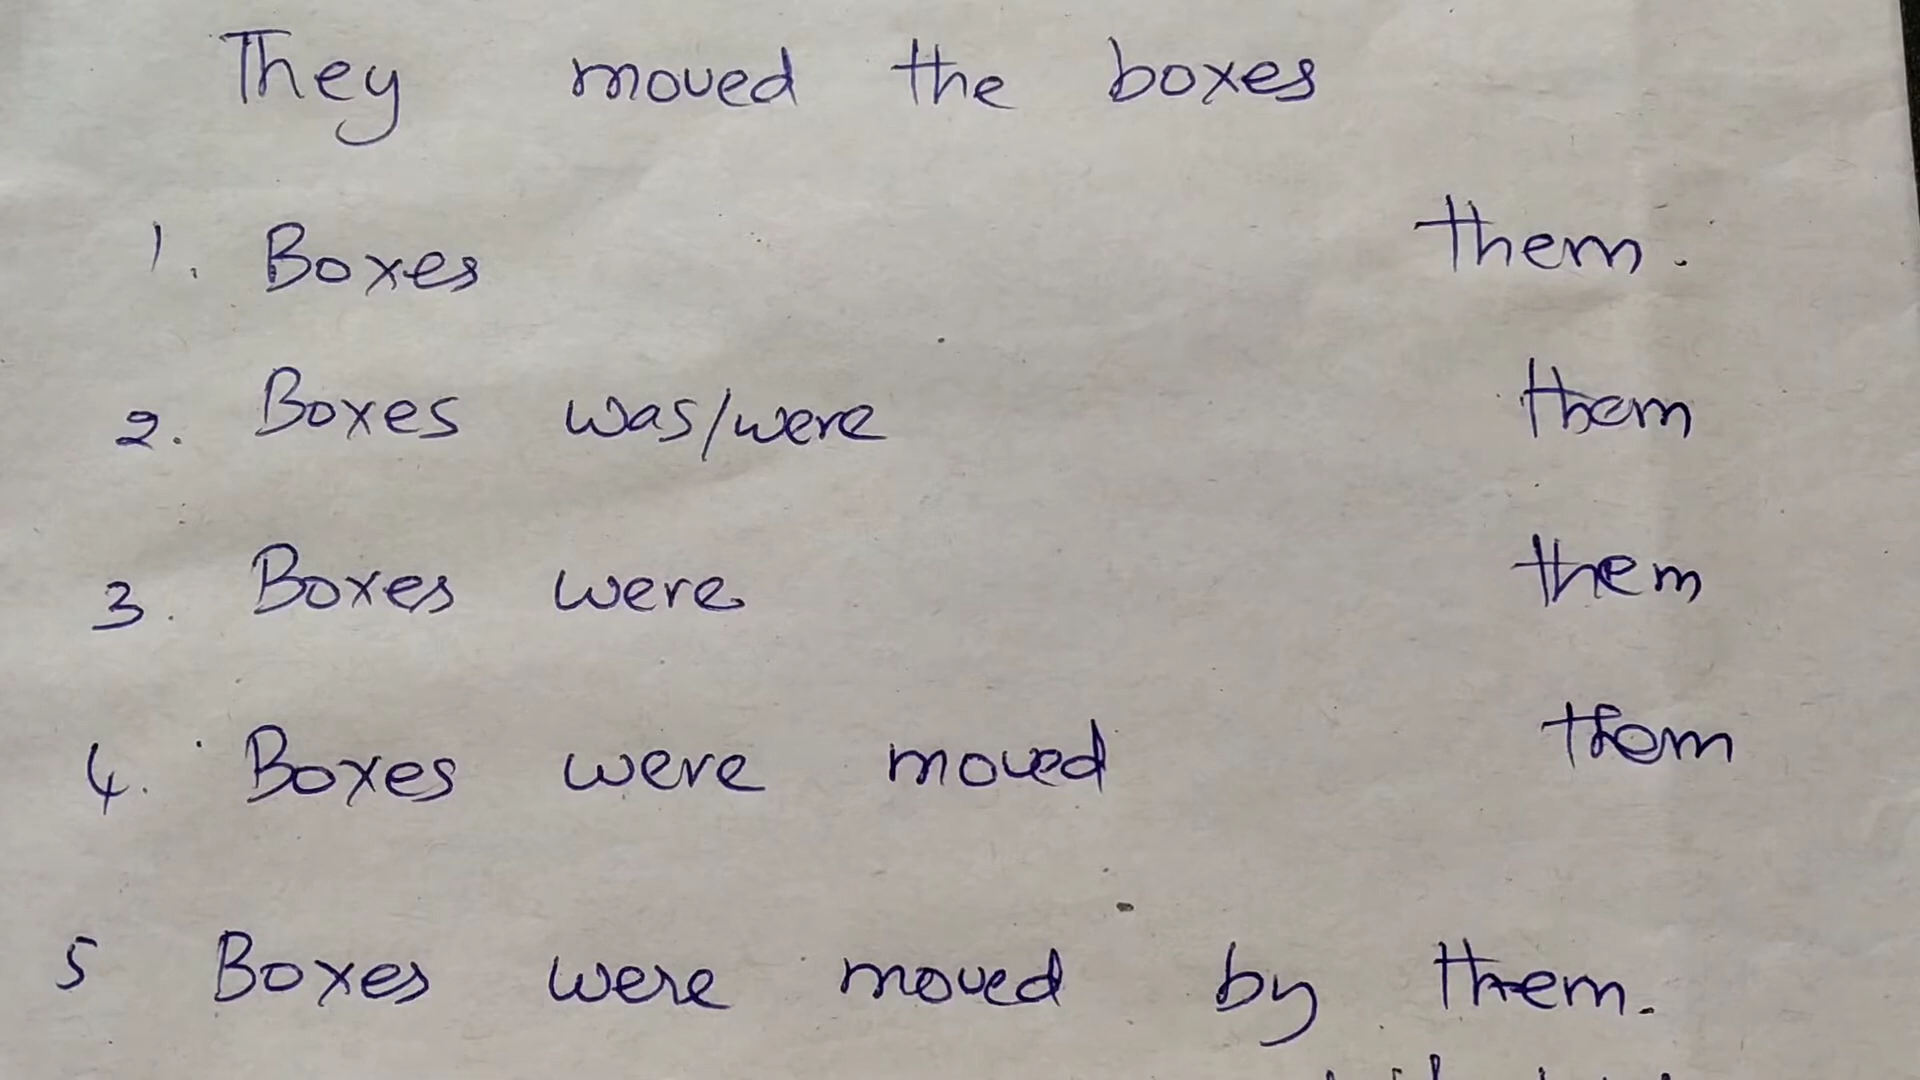 They moved the boxes
1. Boxes them.
2. Boxes was/were them
3. Boxes were them
4. Boxes were moved them
5 Boxes were moved by them.